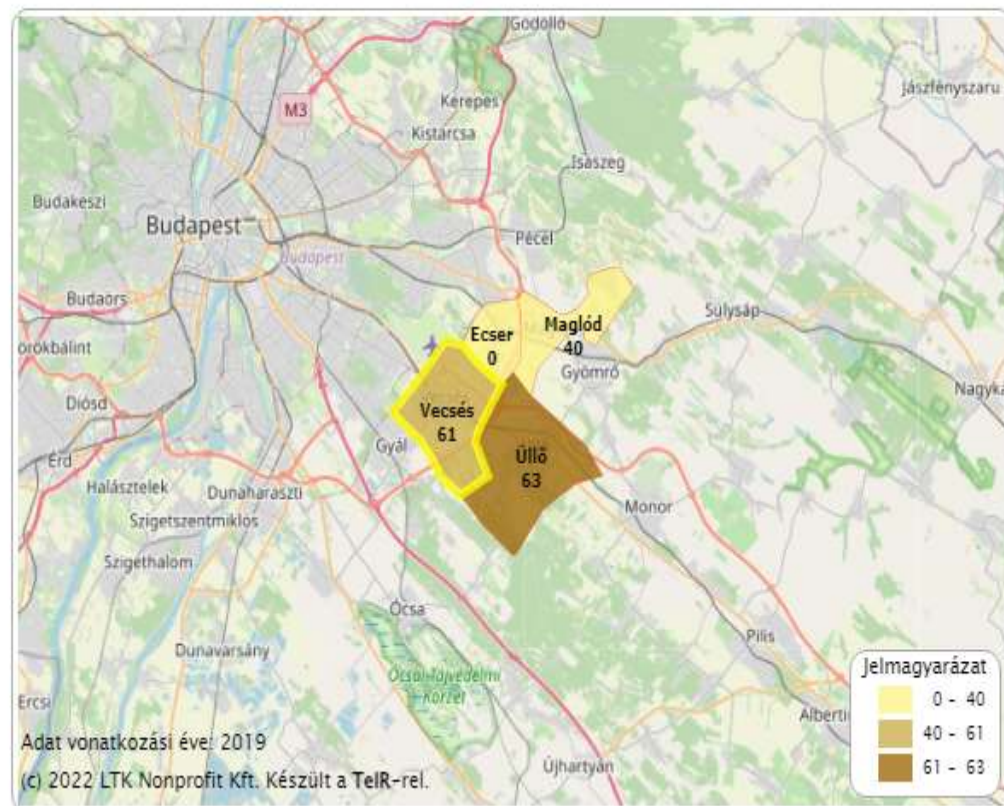 Gödöllő
M3
Kerepes
Kistarcsa
Jászfényszaru
Isaszeg
Budakeszi
Budapest
Pécel
Budapest
Budaörs
Sülysáp
Ecser
0
Maglód
40
orokbálint
Gyömrő
Nagyká
Diósd
Vecsés
61
Gyál
Üllő
63
Érd
Halásztelek
Dunaharaszti
Monor
Szigetszentmiklós
Szigethalom
Ócsa
Pilis
Dunavarsány
Ócsai Tájvédelmi
Körzet
Jelmagyarázat
0 - 40
40 - 61
61 - 63
Ercsi
Alberti
Adat vonatkozási éve: 2019
Újhartyán
(c) 2022 LTK Nonprofit Kft. Készült a TeIR-rel.